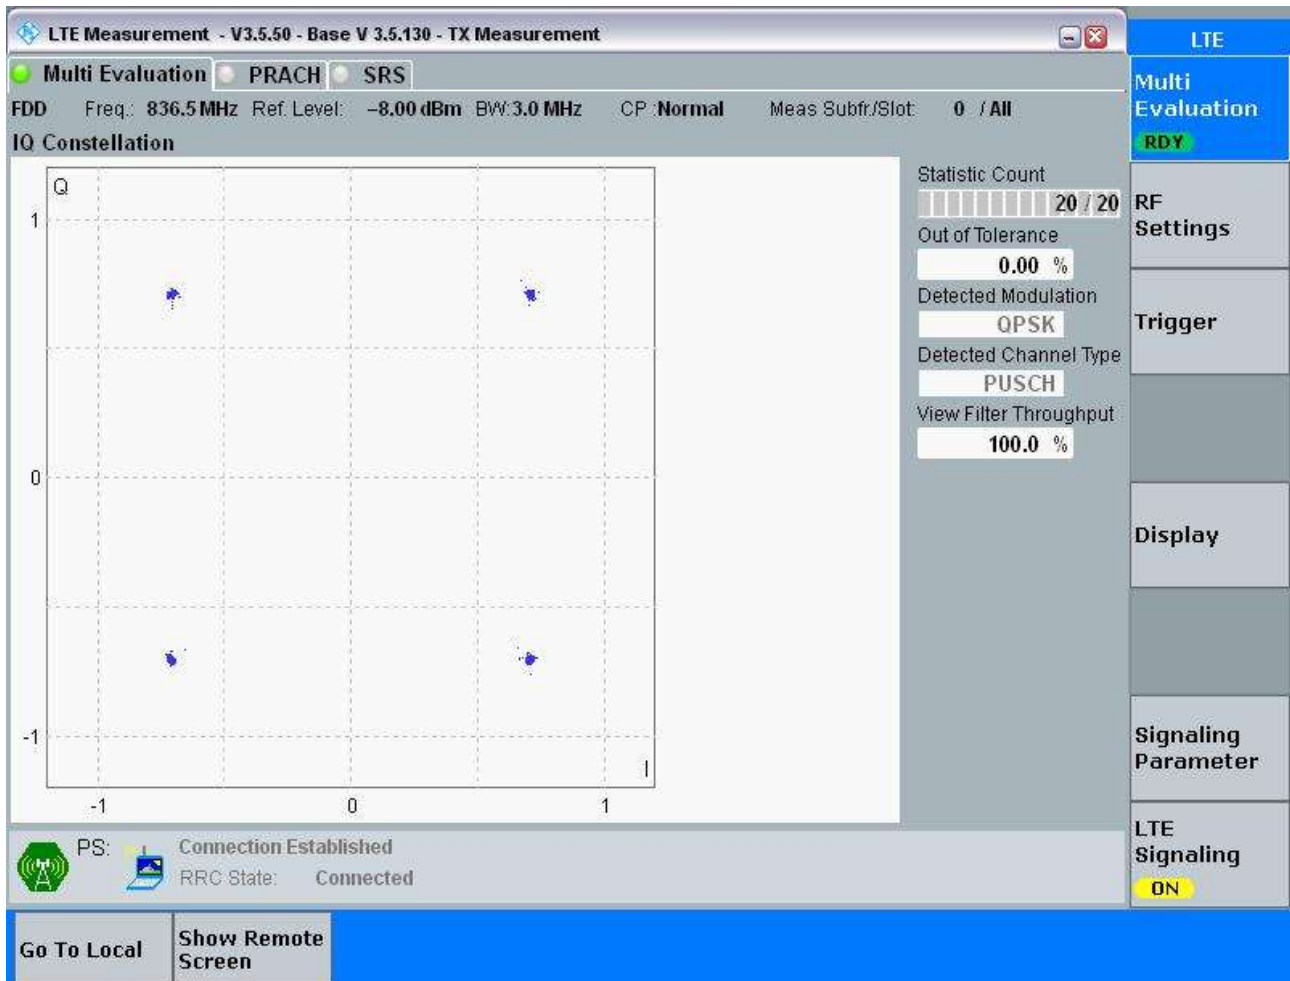 LTE Measurement - V3.5.50 - Base V 3.5.130 - TX Measurement
LTE
Multi Evaluation PRACH SRS
FDD Freq.: 836.5 MHz Ref. Level: -8.00 dBm BW: 3.0 MHz CP : Normal Meas Subfr./Slot: 0 / All
IQ Constellation
Q
1
0
-1
I
-1 0 1
Statistic Count
20 / 20
Out of Tolerance
0.00 %
Detected Modulation
QPSK
Detected Channel Type
PUSCH
View Filter Throughput
100.0 %
Multi
Evaluation
RDY
RF
Settings
Trigger
Display
Signaling
Parameter
LTE
Signaling
ON
PS: Connection Established
RRC State: Connected
Go To Local
Show Remote
Screen